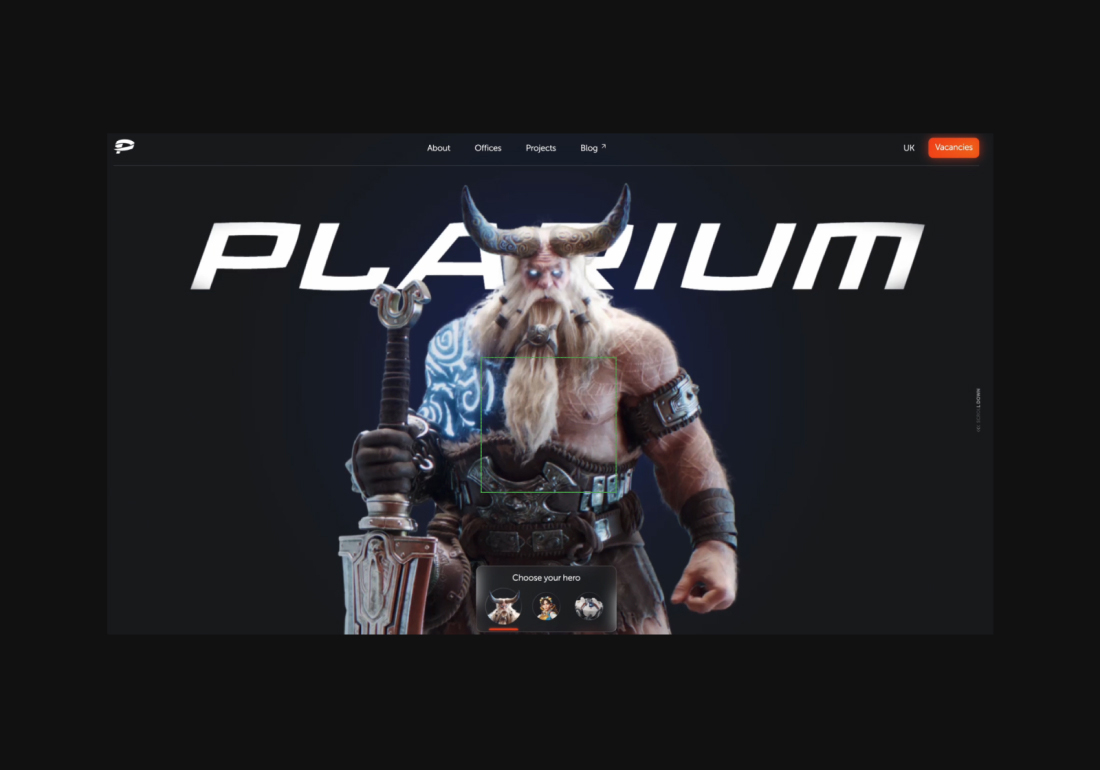 About
Offices
Projects
Blog ↗
UK
Vacancies
PLARIUM
Choose your hero